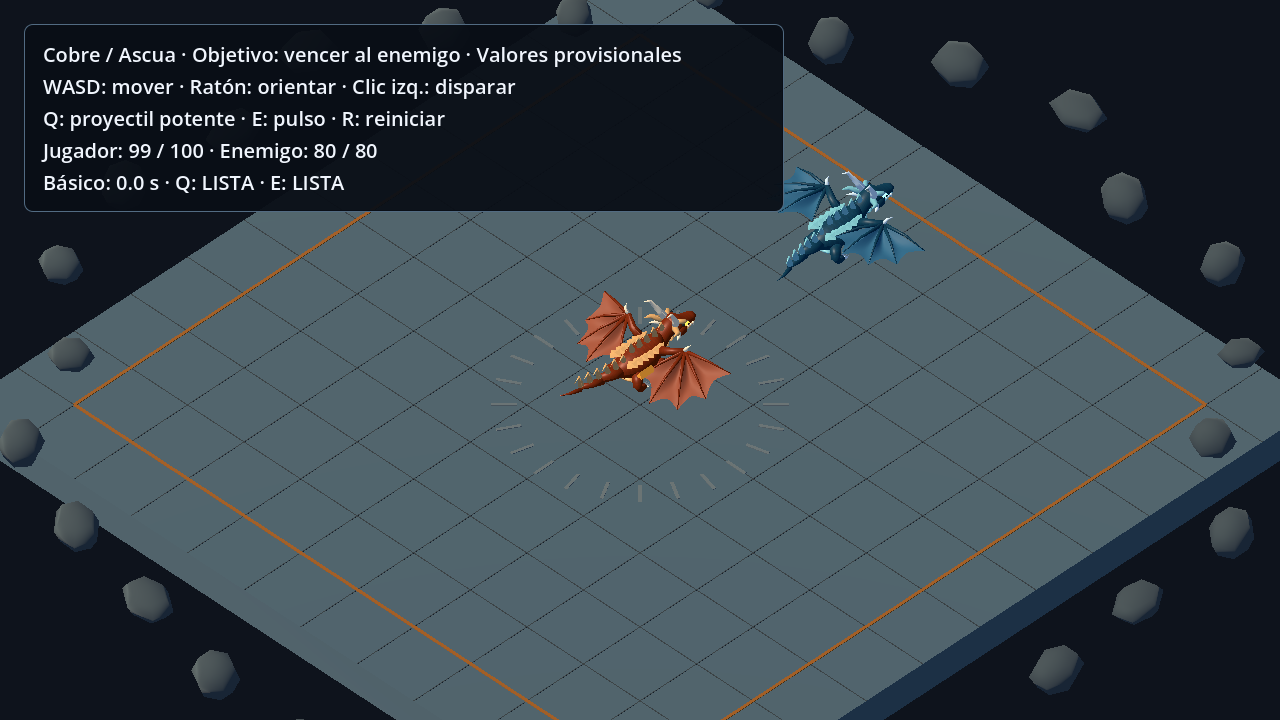 Cobre / Ascua · Objetivo: vencer al enemigo · Valores provisionales
WASD: mover · Ratón: orientar · Clic izq.: disparar
Q: proyectil potente · E: pulso · R: reiniciar
Jugador: 99 / 100 · Enemigo: 80 / 80
Básico: 0.0 s · Q: LISTA · E: LISTA